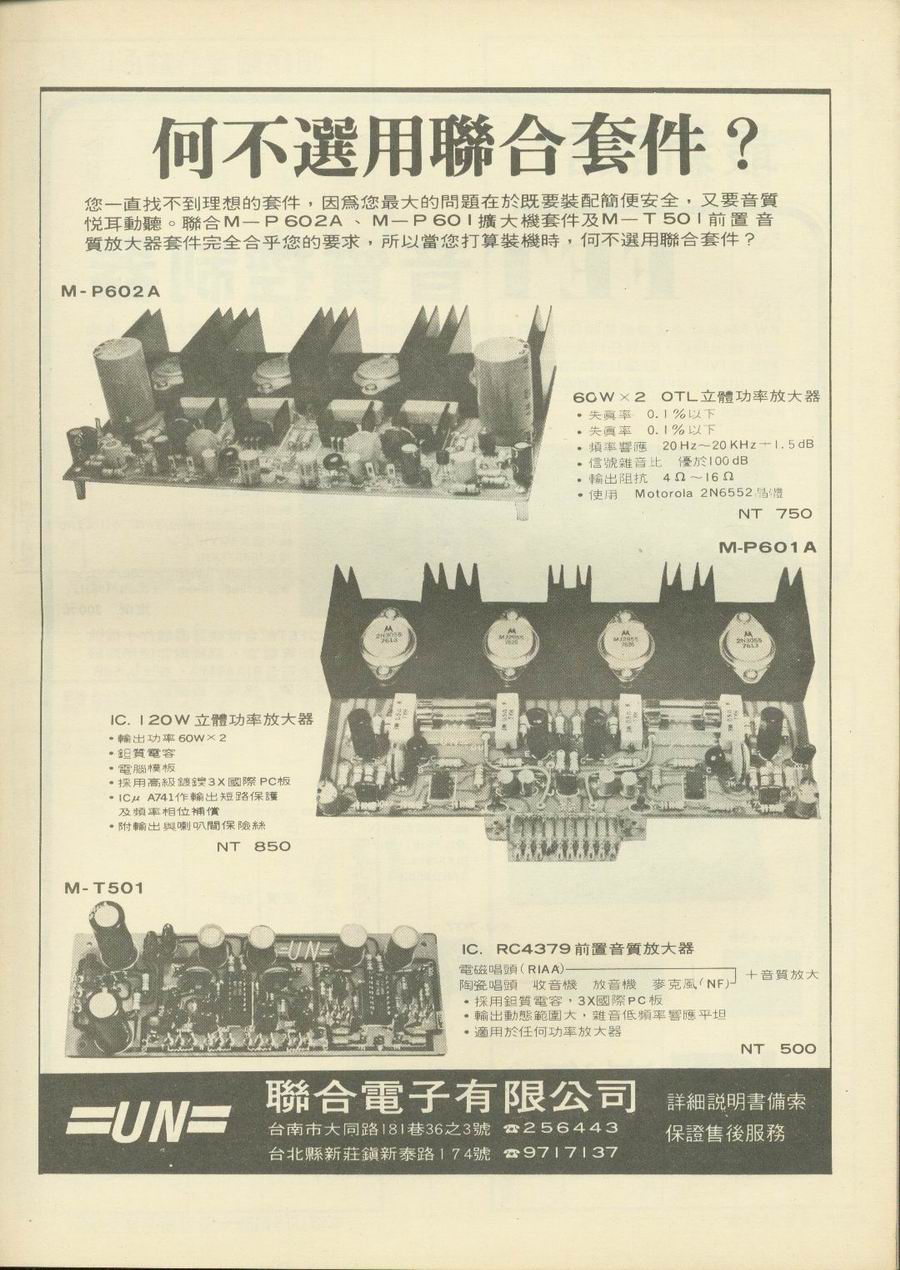 何不選用聯合套件？
您一直找不到理想的套件，因爲您最大的問題在於既要裝配簡便安全，又要音質
悅耳動聽。聯合M—P602A、M—P601擴大機套件及M—T501前置音
質放大器套件完全合乎您的要求，所以當您打算裝機時，何不選用聯合套件？
M-P602A
60W×2 OTL立體功率放大器
•失眞率 0.1%以下
•失眞率 0.1%以下
•頻率響應 20Hz～20KHz—1.5dB
•信號雜音比 優於100dB
•輸出阻抗 4Ω～16Ω
•使用 Motorola 2N6552晶體
NT 750
M-P601A
2N3055
7613
MJ2955
7626
MJ2955
7626
2N3055
7613
IC. 120W立體功率放大器
•輸出功率60W×2
•鉭質電容
•電腦模板
•採用高級鍍鎳3X國際PC板
•ICμ A741作輸出短路保護
及頻率相位補償
•附輸出與喇叭間保險絲
NT 850
M-T501
=UN=
IC. RC4379前置音質放大器
電磁唱頭(RIAA)
陶瓷唱頭 收音機 放音機 麥克風(NF)
＋音質放大
•採用鉭質電容，3X國際PC板
•輸出動態範圍大，雜音低頻率響應平坦
•適用於任何功率放大器
NT 500
=UN=
聯合電子有限公司
台南市大同路181巷36之3號 ☎256443
台北縣新莊鎭新泰路174號 ☎9717137
詳細説明書備索
保證售後服務